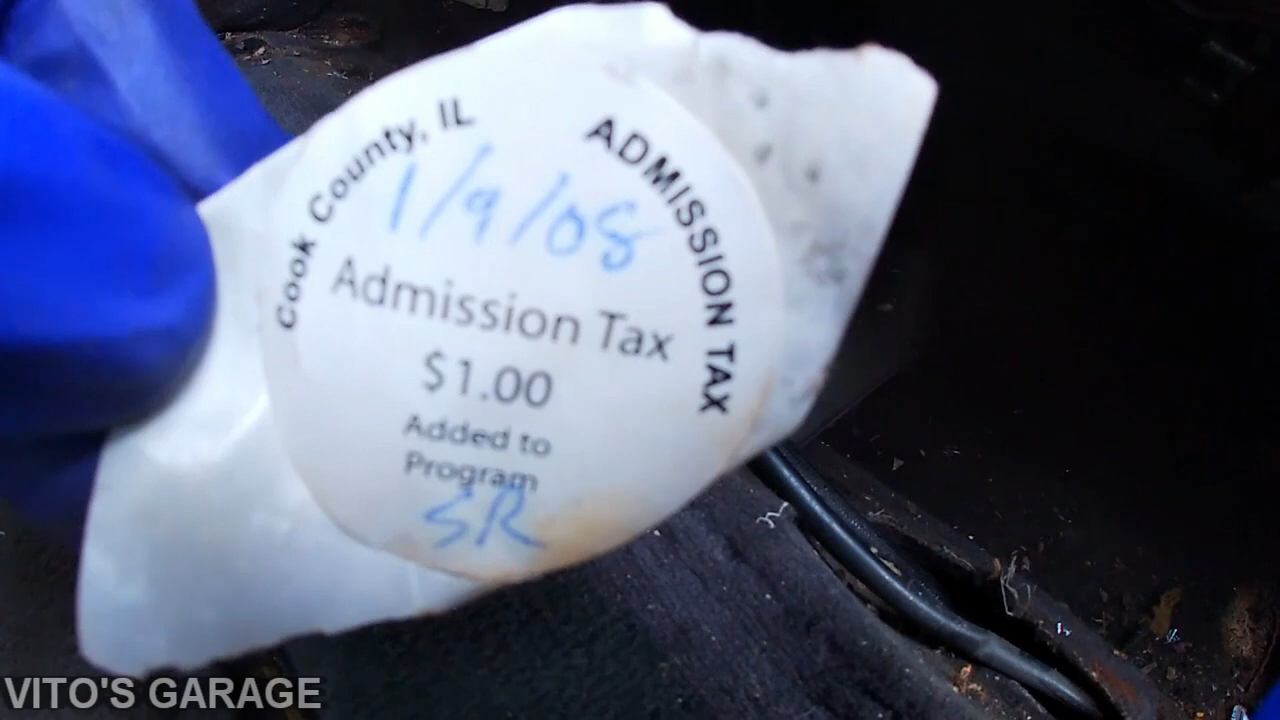 Cook County, IL
ADMISSION TAX
1/9/08
Admission Tax
$1.00
Added to
Program
SR
VITO'S GARAGE